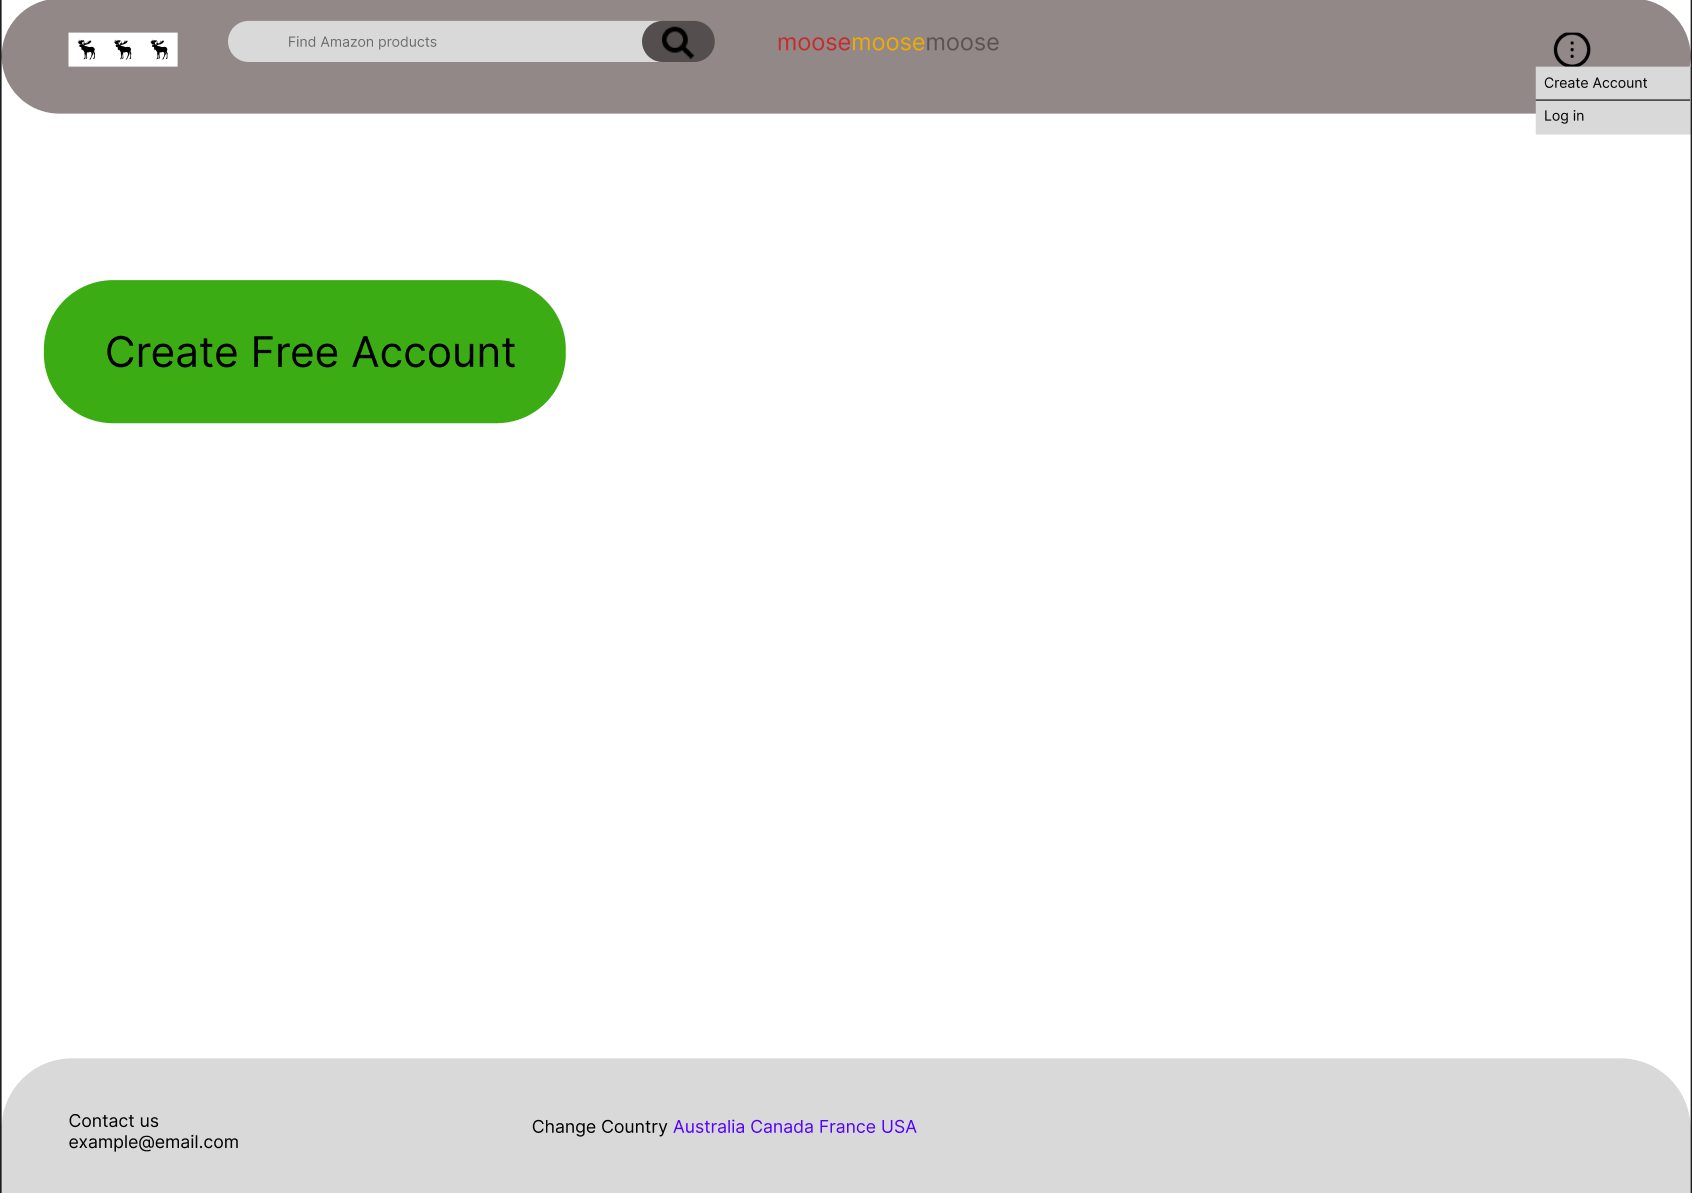 Find Amazon products
moosemoosemoose
Create Account
Log in
Create Free Account
Contact us
example@email.com
Change Country Australia Canada France USA